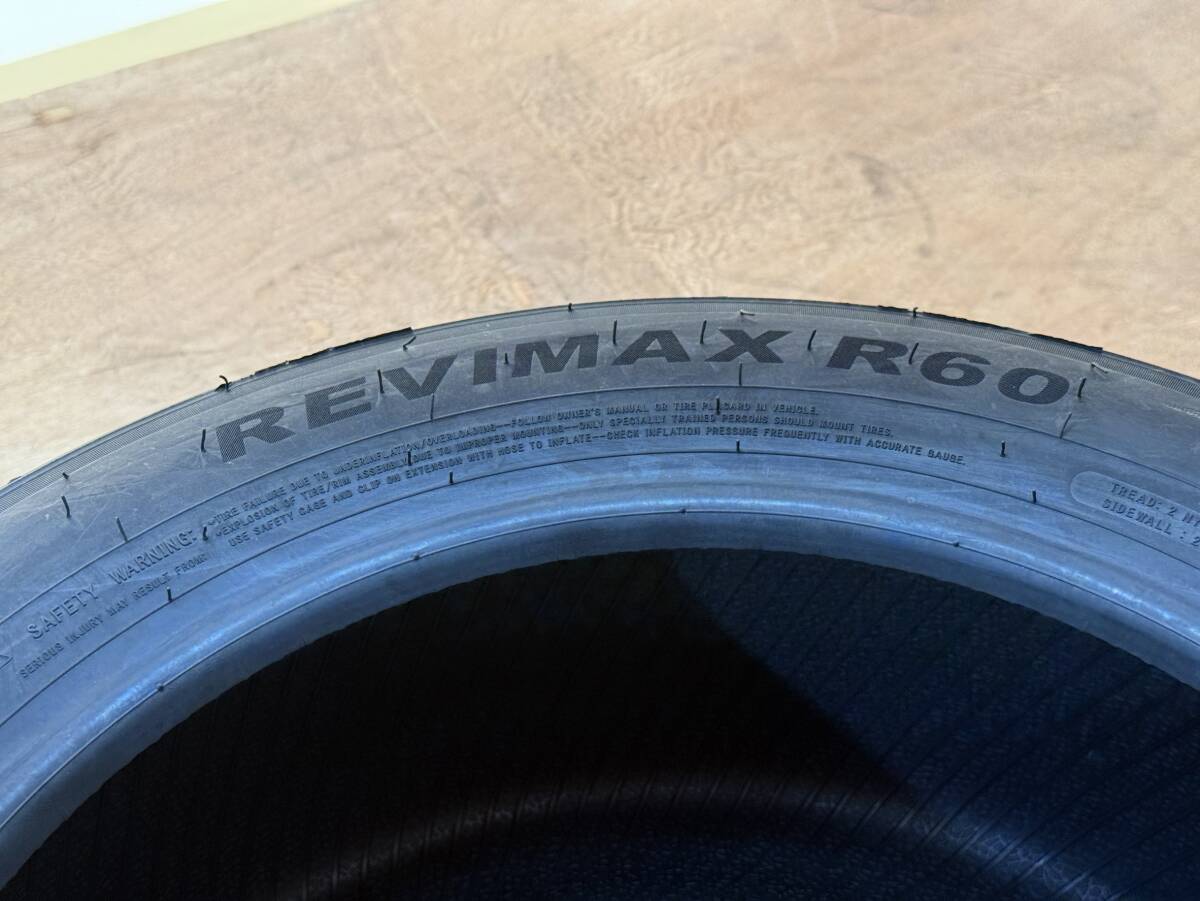 REVIMAX R60
SAFETY WARNING:
SERIOUS INJURY MAY RESULT FROM:
•TIRE FAILURE DUE TO UNDERINFLATION/OVERLOADING--FOLLOW OWNER'S MANUAL OR TIRE PLACARD IN VEHICLE.
•EXPLOSION OF TIRE/RIM ASSEMBLY DUE TO IMPROPER MOUNTING--ONLY SPECIALLY TRAINED PERSONS SHOULD MOUNT TIRES.
USE SAFETY CAGE AND CLIP ON EXTENSION WITH HOSE TO INFLATE--CHECK INFLATION PRESSURE FREQUENTLY WITH ACCURATE GAUGE.
TREAD: 2
SIDEWALL : 2